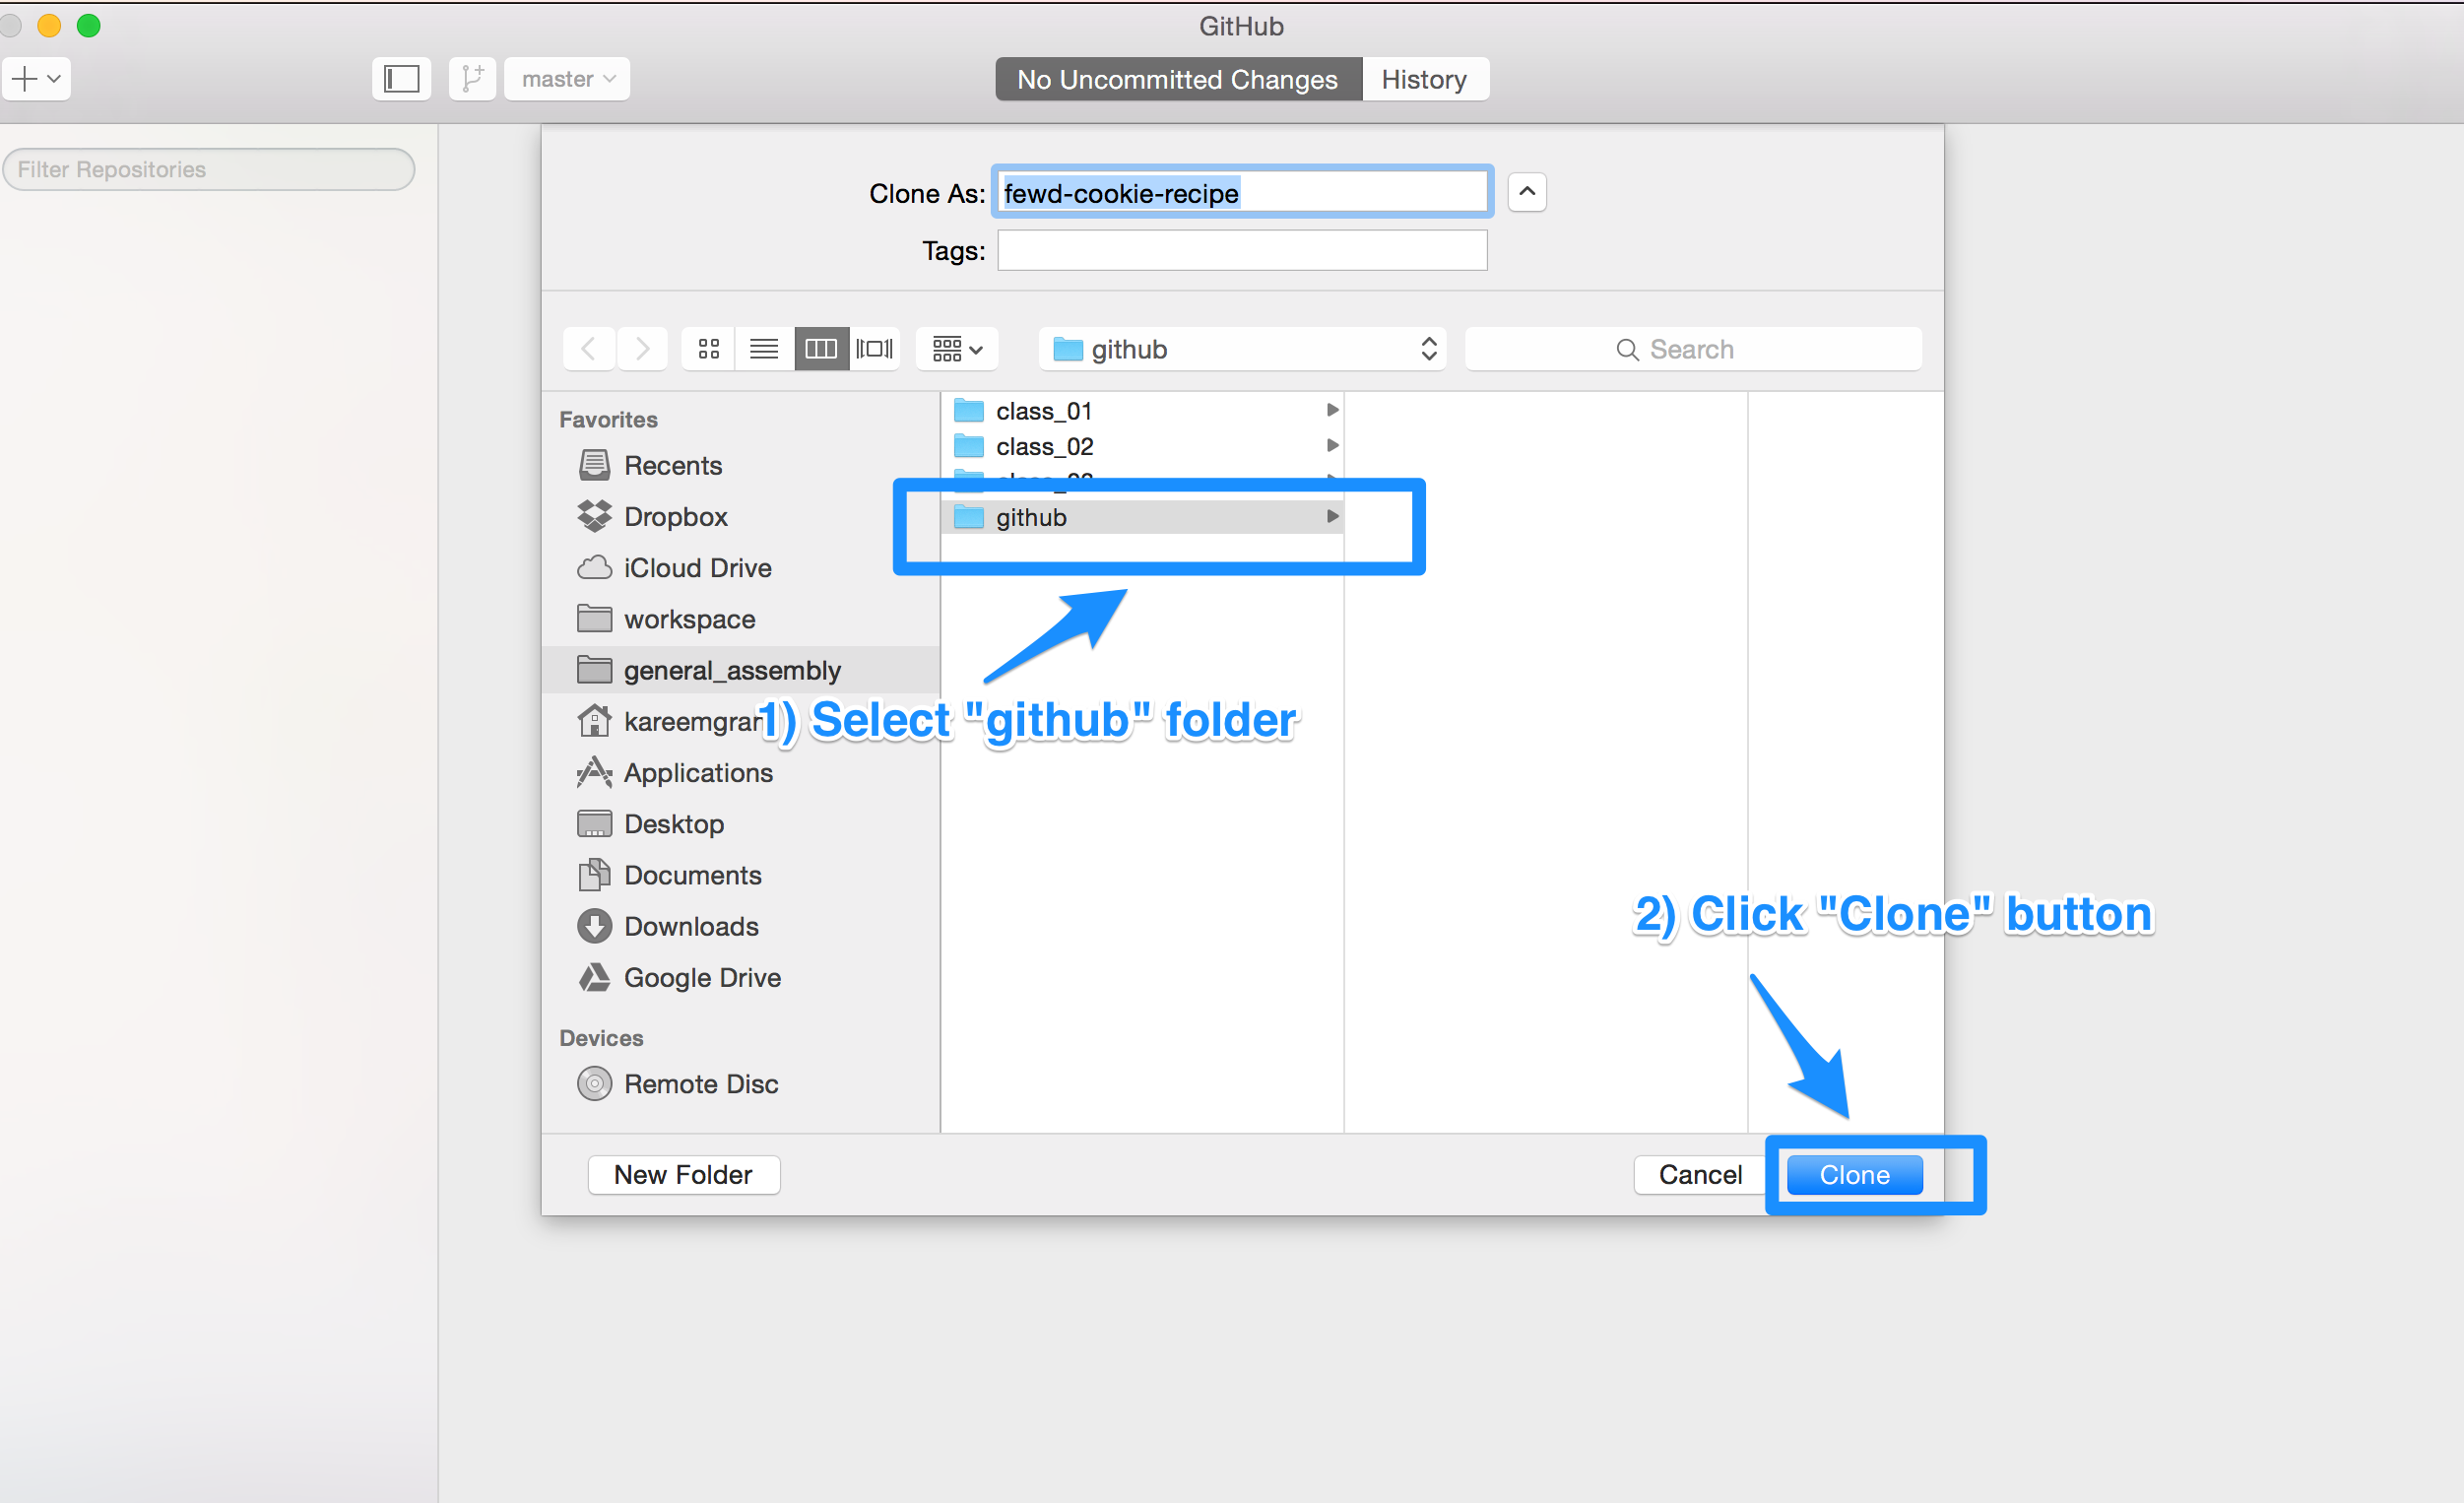 GitHub
master
No Uncommitted Changes
History
Filter Repositories
Clone As:
fewd-cookie-recipe
Tags:
github
Search
Favorites
Recents
Dropbox
iCloud Drive
workspace
general_assembly
Applications
Desktop
Documents
Downloads
Google Drive
Devices
Remote Disc
class_01
class_02
github
1) Select "github" folder
2) Click "Clone" button
New Folder
Cancel
Clone